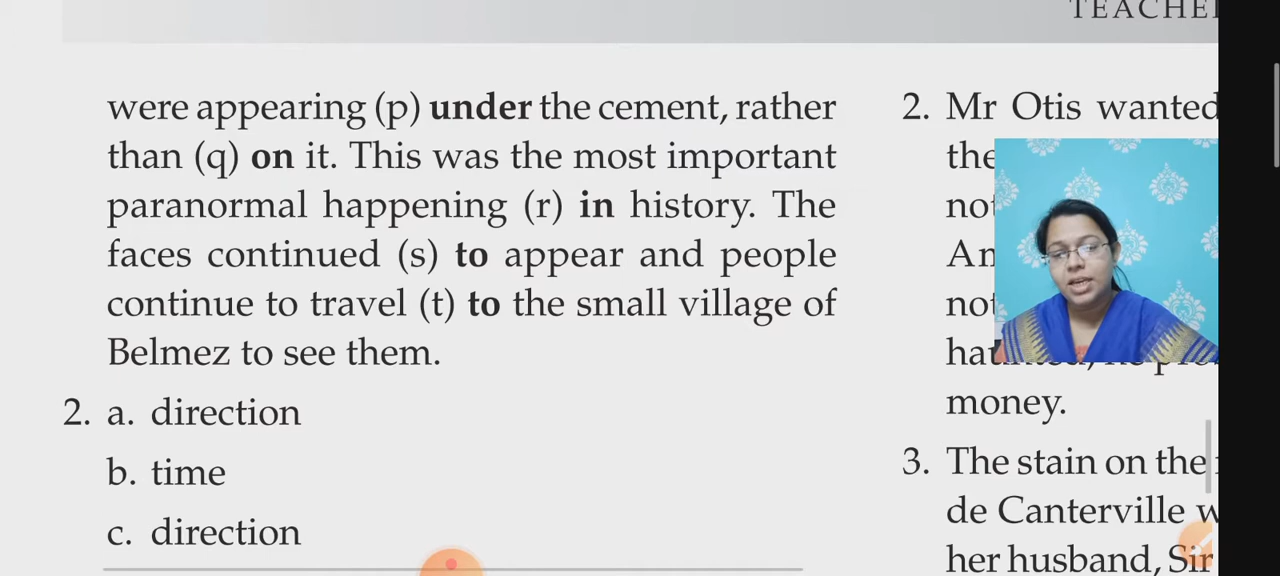 TEACHE
were appearing (p) under the cement, rather
than (q) on it. This was the most important
paranormal happening (r) in history. The
faces continued (s) to appear and people
continue to travel (t) to the small village of
Belmez to see them.
2. a. direction
b. time
c. direction
2. Mr Otis wanted
the
not
An
not
money.
3. The stain on the
de Canterville w
her husband, Sir